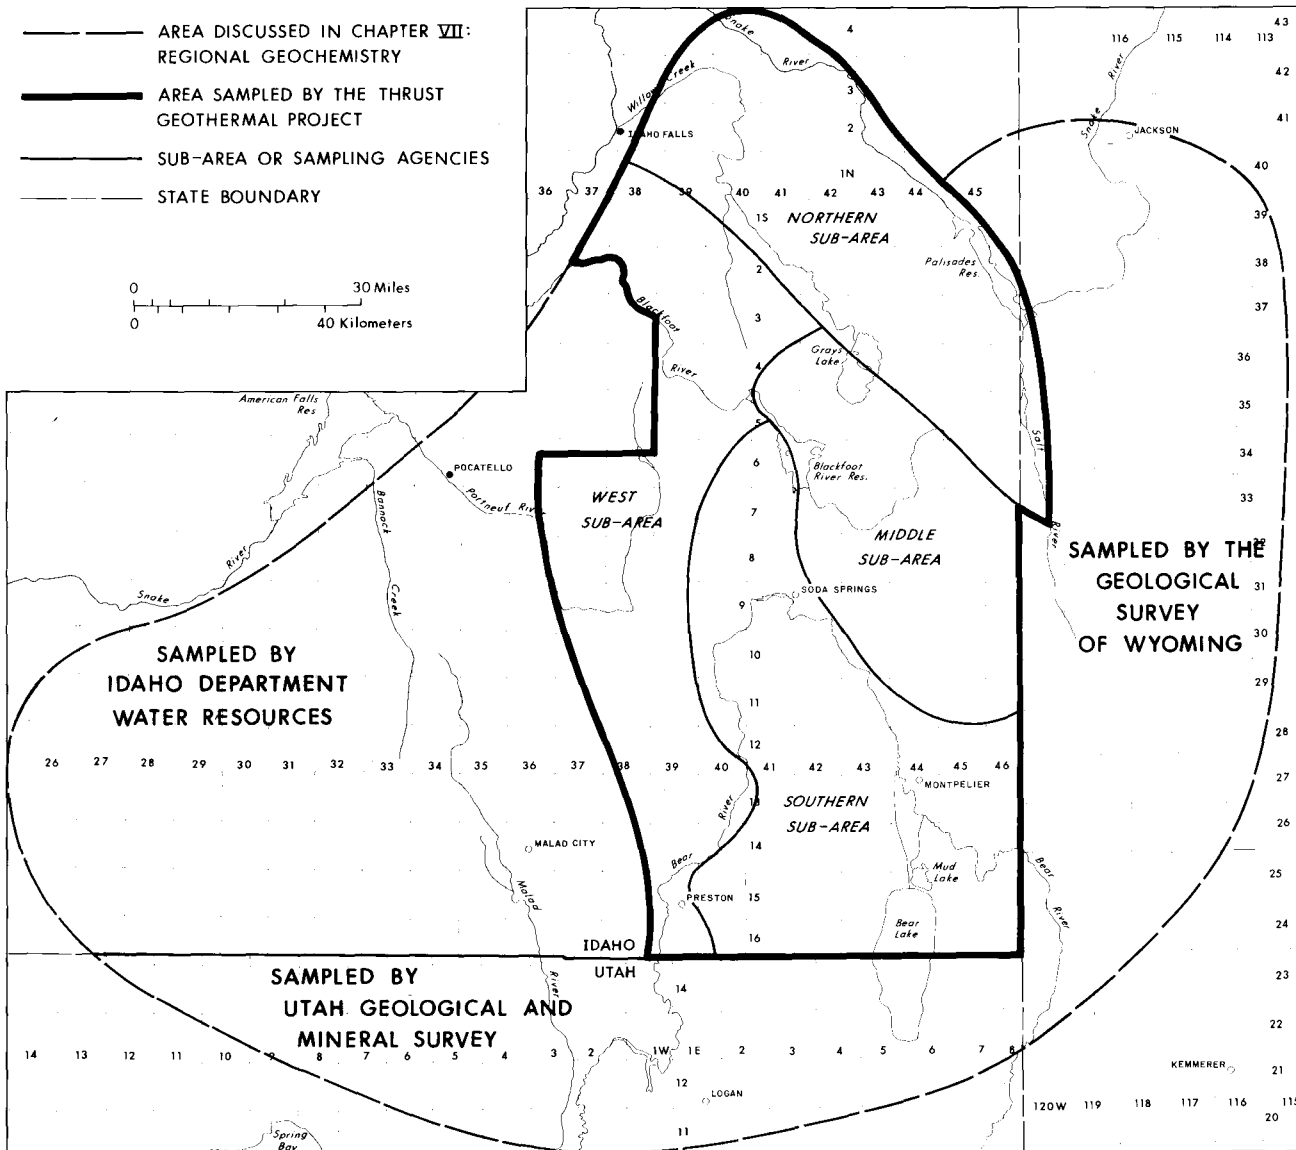 AREA DISCUSSED IN CHAPTER VII:
REGIONAL GEOCHEMISTRY
AREA SAMPLED BY THE THRUST
GEOTHERMAL PROJECT
SUB-AREA OR SAMPLING AGENCIES
STATE BOUNDARY
0 30 Miles
0 40 Kilometers
Snake
River
4
3
2
1N
Willow Creek
IDAHO FALLS
116 115 114 113
43
42
41
40
39
38
37
36
35
34
33
32
31
30
29
28
27
26
25
24
23
22
21
20
Snake
River
JACKSON
36 37 38 39 40 41 42 43 44 45
1S
2
3
4
5
6
7
8
9
10
11
12
13
14
15
16
NORTHERN
SUB-AREA
Palisades
Res.
Blackfoot
River
Grays
Lake
Salt
River
American Falls
Res.
POCATELLO
Portneuf River
Bannock
Creek
Snake
River
WEST
SUB-AREA
Blackfoot
River Res.
MIDDLE
SUB-AREA
SODA SPRINGS
SAMPLED BY THE
GEOLOGICAL
SURVEY
OF WYOMING
SAMPLED BY
IDAHO DEPARTMENT
WATER RESOURCES
26 27 28 29 30 31 32 33 34 35 36 37 38 39 40 41 42 43 44 45 46
MONTPELIER
SOUTHERN
SUB-AREA
River
Bear
MALAD CITY
Malad
River
PRESTON
Mud
Lake
Bear
Lake
Bear
River
IDAHO
UTAH
SAMPLED BY
UTAH GEOLOGICAL AND
MINERAL SURVEY
14
14 13 12 11 10 9 8 7 6 5 4 3 2 1W 1E 2 3 4 5 6 7 8
12
11
LOGAN
KEMMERER
120W 119 118 117 116 115
Spring
Bay